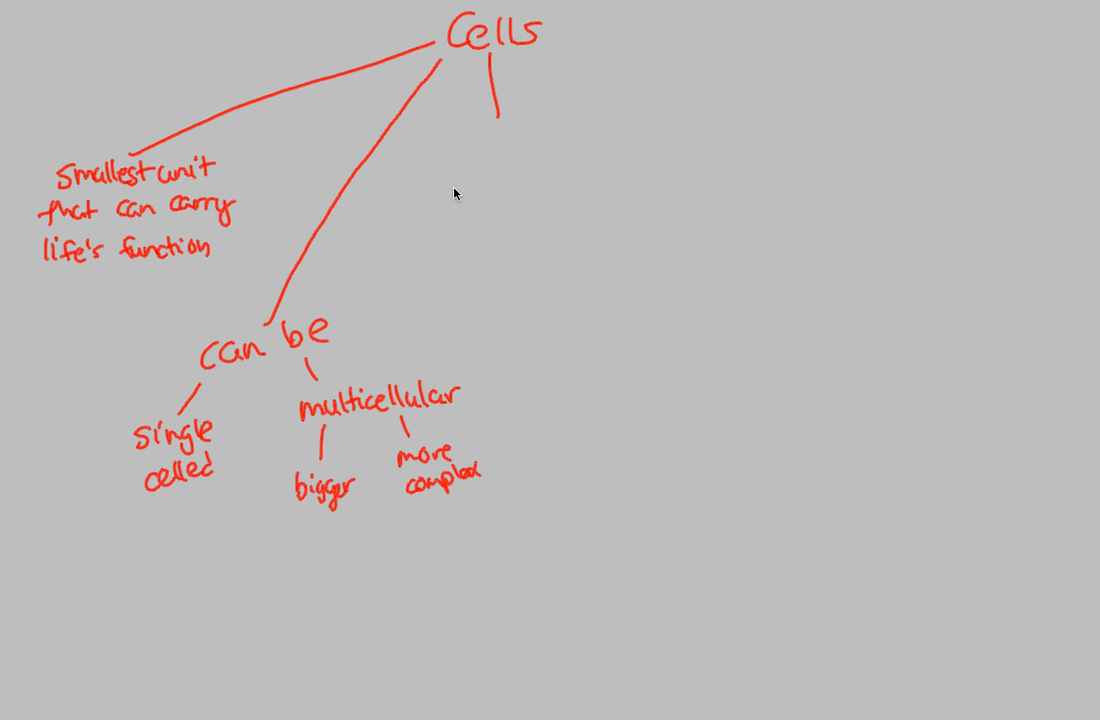 Cells
smallest unit
that can carry
life's function
can be
single
celled
multicellular
bigger
more
complex